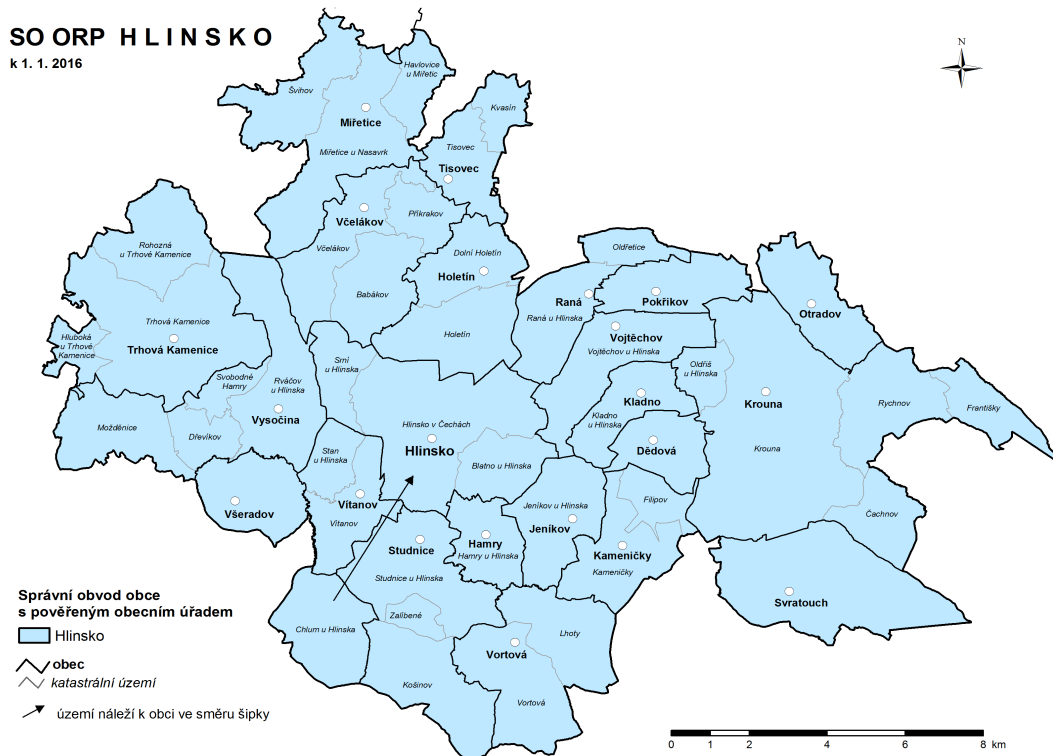 SO ORP H L I N S K O
k 1. 1. 2016
N
Havlovice
u Miřetic
Švihov
Kvasín
Miřetice
Miřetice u Nasavrk
Tisovec
Tisovec
Příkrakov
Včelákov
Včelákov
Rohozná
u Trhové Kamenice
Dolní Holetín
Holetín
Oldřetice
Babákov
Raná
Pokřikov
Otradov
Trhová Kamenice
Raná u Hlinska
Hluboká
u Trhové
Kamenice
Trhová Kamenice
Holetín
Vojtěchov
Vojtěchov u Hlinska
Srní
u Hlinska
Oldřiš
u Hlinska
Svobodné
Hamry
Rváčov
u Hlinska
Kladno
Krouna
Rychnov
Františky
Vysočina
Kladno
u Hlinska
Možděnice
Dřevíkov
Hlinsko v Čechách
Hlinsko
Dědová
Krouna
Stan
u Hlinska
Blatno u Hlinska
Filipov
Všeradov
Vítanov
Vítanov
Jeníkov u Hlinska
Jeníkov
Čachnov
Studnice
Hamry
Hamry u Hlinska
Kameničky
Kameničky
Studnice u Hlinska
Svratouch
Zalíbené
Chlum u Hlinska
Lhoty
Vortová
Košinov
Vortová
Správní obvod obce
s pověřeným obecním úřadem
Hlinsko
obec
katastrální území
území náleží k obci ve směru šipky
0 1 2 4 6 8 km